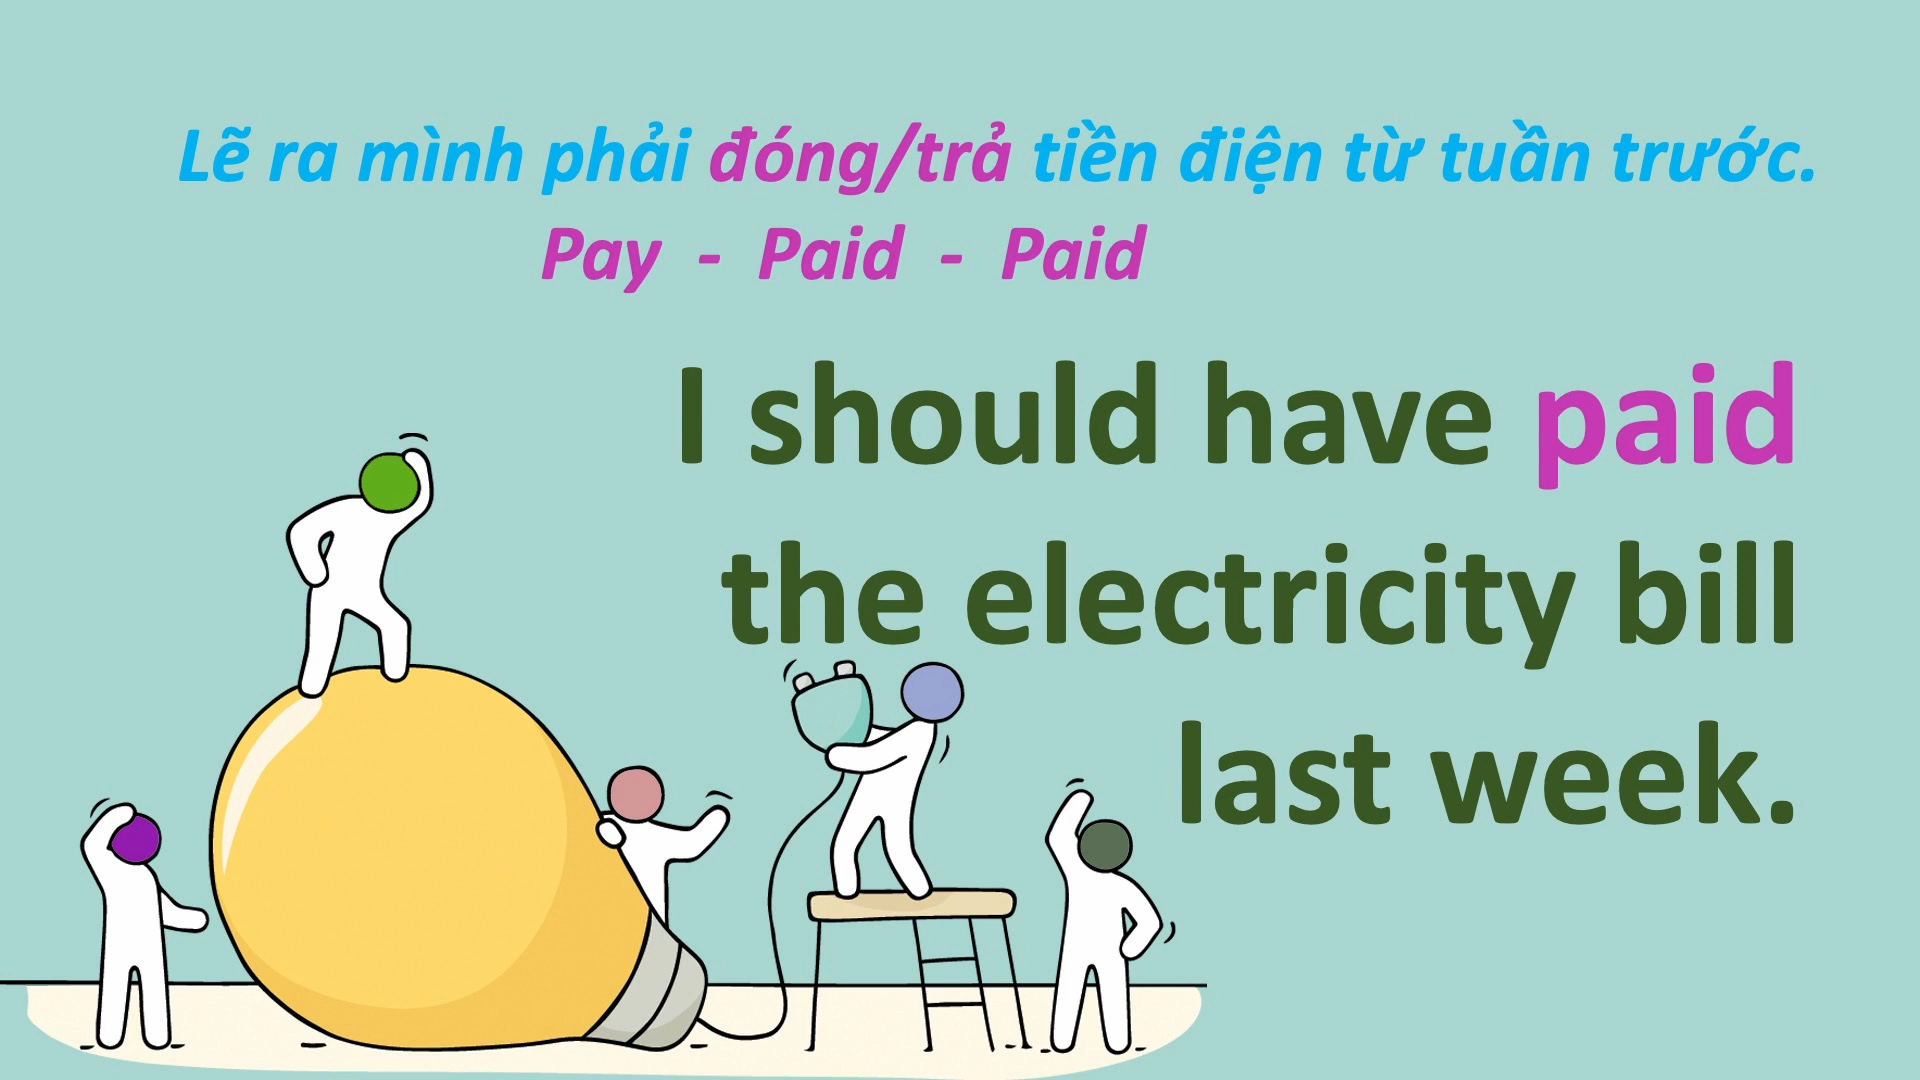 Lẽ ra mình phải đóng/trả tiền điện từ tuần trước.
Pay - Paid - Paid
I should have paid
the electricity bill
last week.